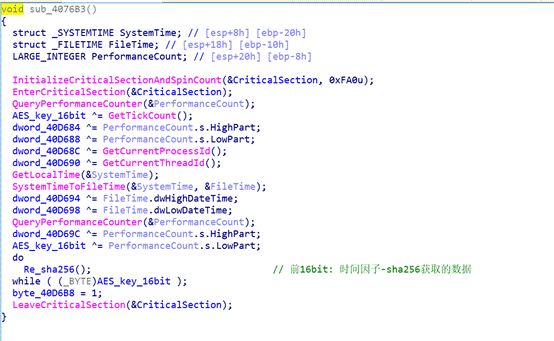 void sub_4076B3()
{
  struct _SYSTEMTIME SystemTime; // [esp+8h] [ebp-20h]
  struct _FILETIME FileTime; // [esp+18h] [ebp-10h]
  LARGE_INTEGER PerformanceCount; // [esp+20h] [ebp-8h]

  InitializeCriticalSectionAndSpinCount(&CriticalSection, 0xFA0u);
  EnterCriticalSection(&CriticalSection);
  QueryPerformanceCounter(&PerformanceCount);
  AES_key_16bit ^= GetTickCount();
  dword_40D684 ^= PerformanceCount.s.HighPart;
  dword_40D688 ^= PerformanceCount.s.LowPart;
  dword_40D68C ^= GetCurrentProcessId();
  dword_40D690 ^= GetCurrentThreadId();
  GetLocalTime(&SystemTime);
  SystemTimeToFileTime(&SystemTime, &FileTime);
  dword_40D694 ^= FileTime.dwHighDateTime;
  dword_40D698 ^= FileTime.dwLowDateTime;
  QueryPerformanceCounter(&PerformanceCount);
  dword_40D69C ^= PerformanceCount.s.HighPart;
  AES_key_16bit ^= PerformanceCount.s.LowPart;
  do
    Re_sha256(); // 前16bit: 时间因子-sha256获取的数据
  while ( (_BYTE)AES_key_16bit );
  byte_40D6B8 = 1;
  LeaveCriticalSection(&CriticalSection);
}